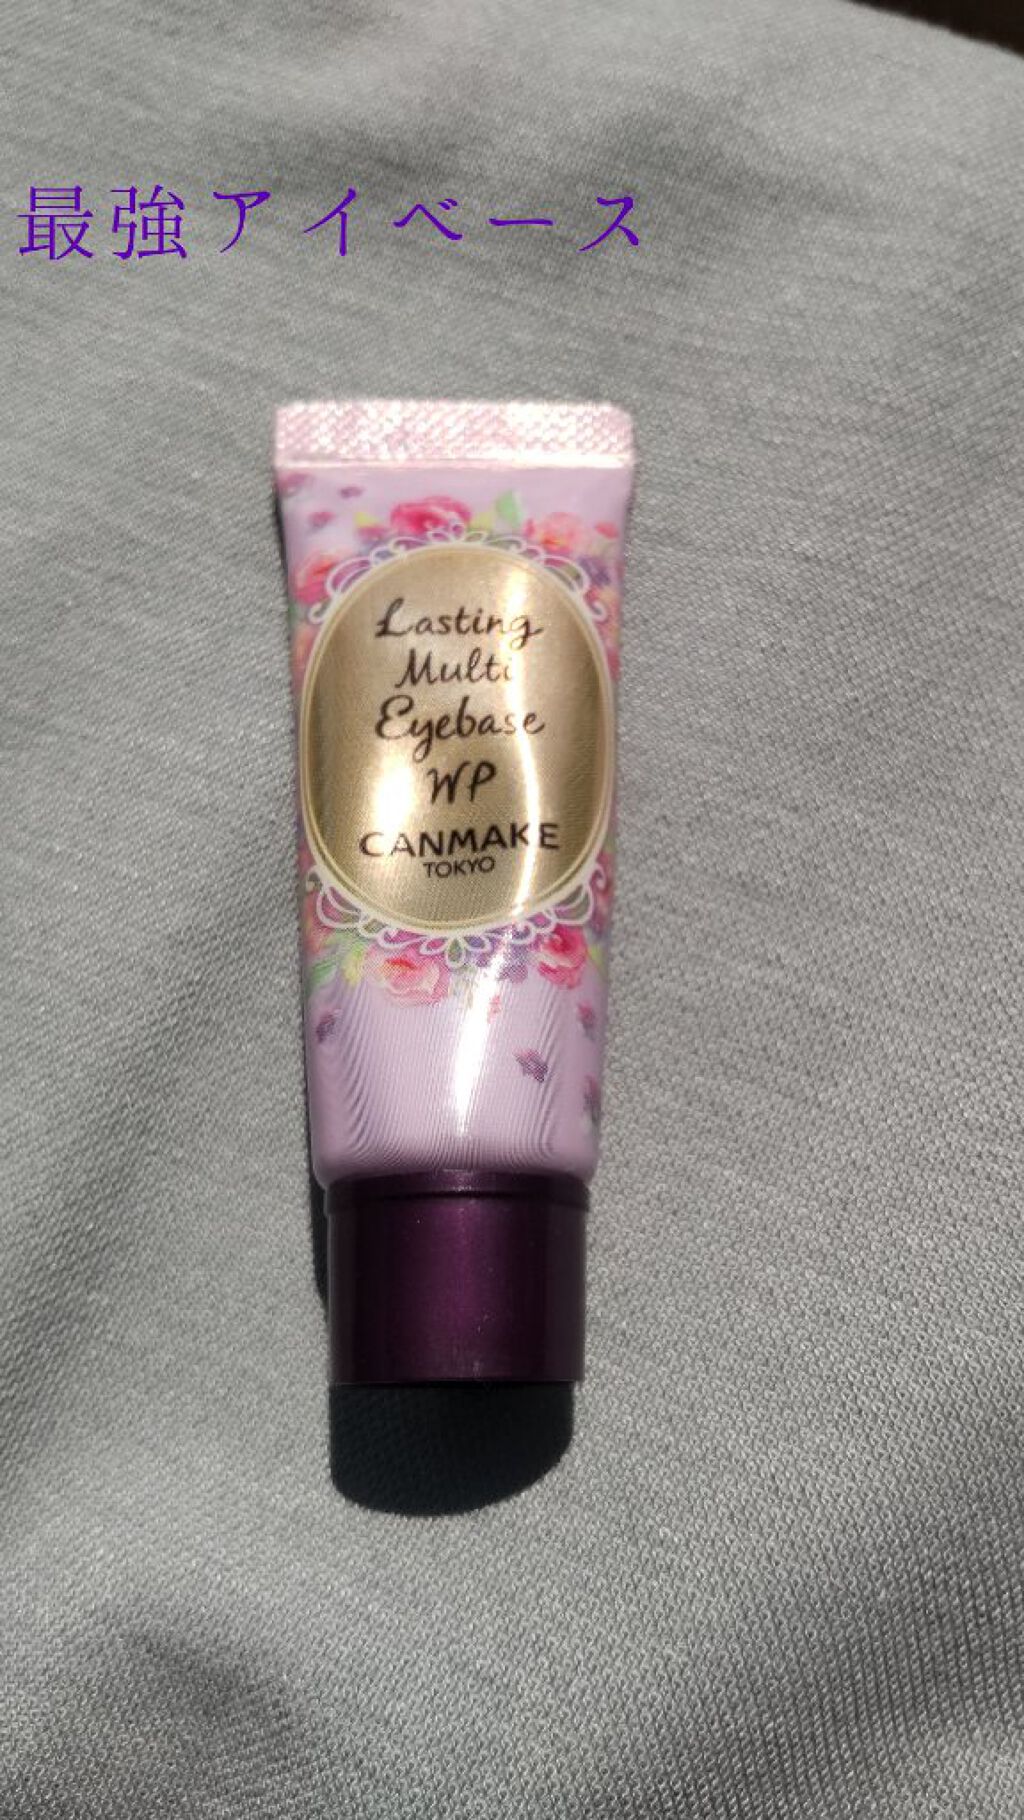 最強アイベース
Lasting
Multi
Eyebase
WP
CANMAKE
TOKYO